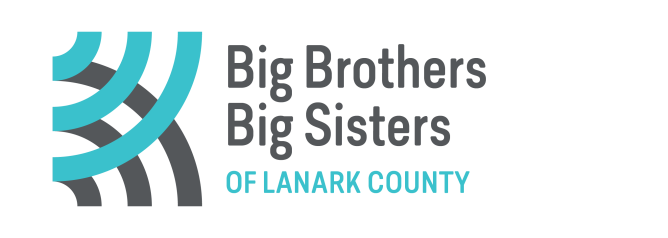 Big Brothers
Big Sisters
OF LANARK COUNTY